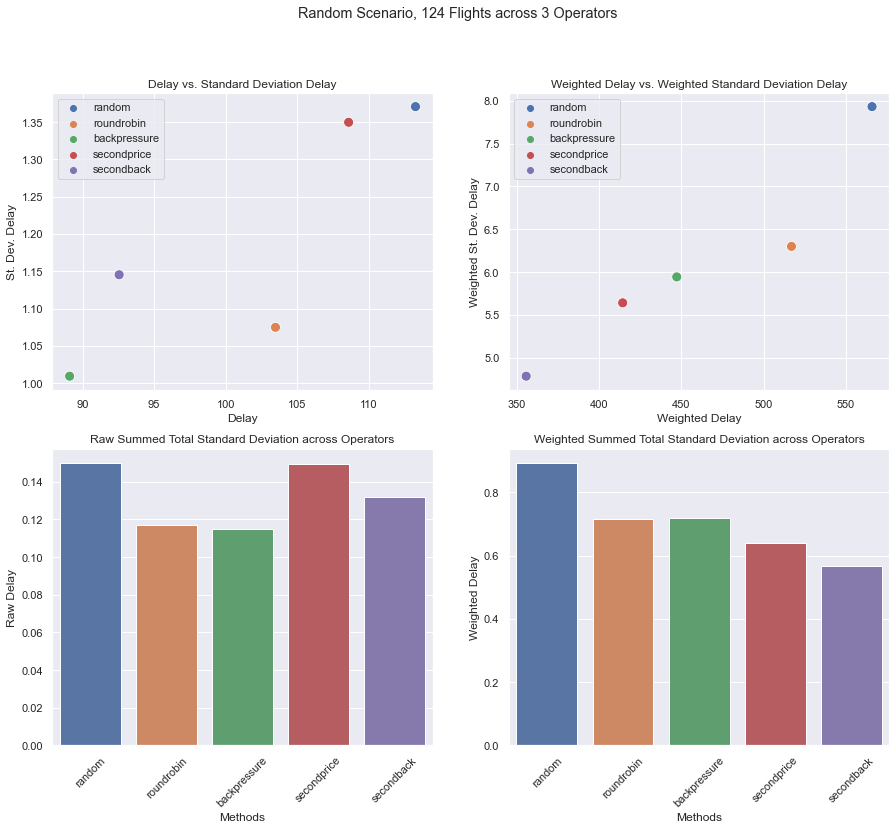 Random Scenario, 124 Flights across 3 Operators
Delay vs. Standard Deviation Delay
random
roundrobin
backpressure
secondprice
secondback
1.35
1.30
1.25
1.20
1.15
1.10
1.05
1.00
St. Dev. Delay
90
95
100
105
110
Delay
Weighted Delay vs. Weighted Standard Deviation Delay
random
roundrobin
backpressure
secondprice
secondback
8.0
7.5
7.0
6.5
6.0
5.5
5.0
Weighted St. Dev. Delay
350
400
450
500
550
Weighted Delay
Raw Summed Total Standard Deviation across Operators
0.14
0.12
0.10
0.08
0.06
0.04
0.02
0.00
Raw Delay
random
roundrobin
backpressure
secondprice
secondback
Methods
Weighted Summed Total Standard Deviation across Operators
0.8
0.6
0.4
0.2
0.0
Weighted Delay
random
roundrobin
backpressure
secondprice
secondback
Methods